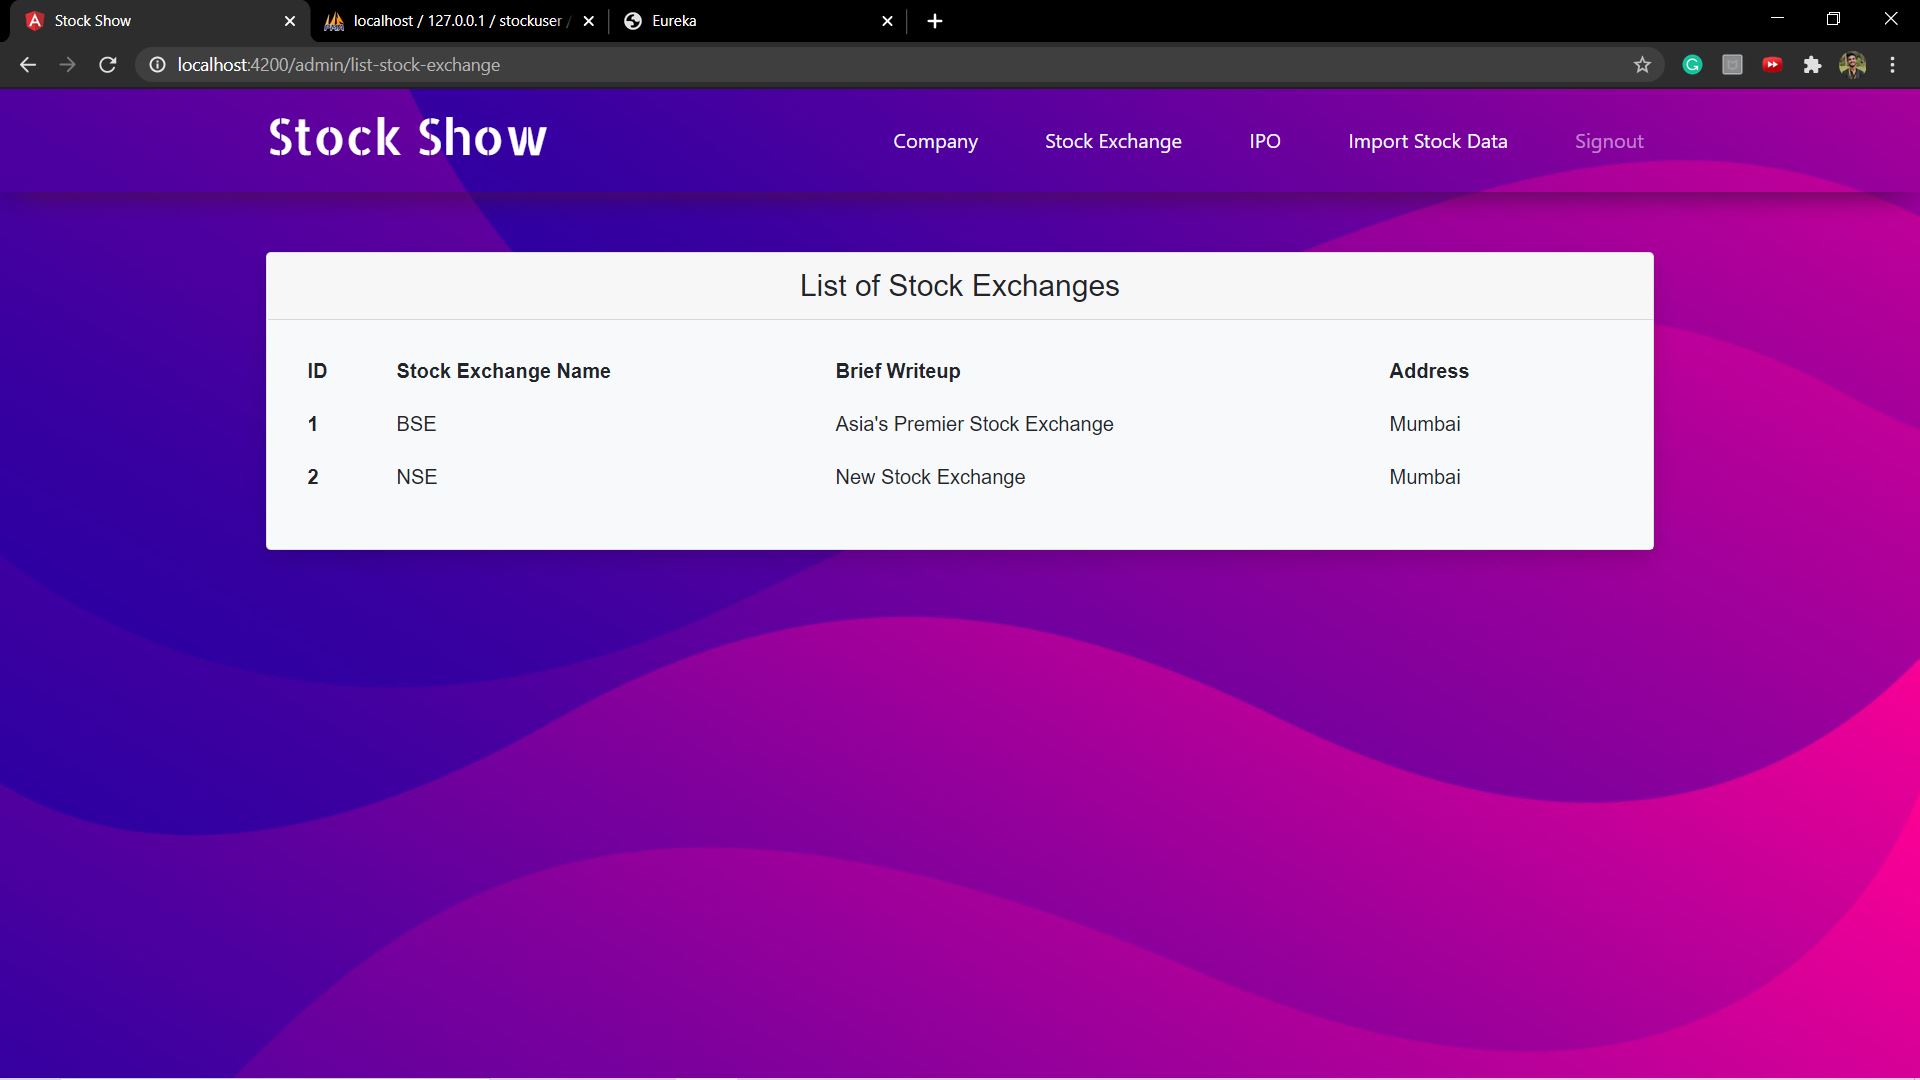 Stock Show
localhost / 127.0.0.1 / stockuser /
Eureka
localhost:4200/admin/list-stock-exchange
Stock Show
Company
Stock Exchange
IPO
Import Stock Data
Signout
List of Stock Exchanges
ID Stock Exchange Name Brief Writeup Address
1 BSE Asia's Premier Stock Exchange Mumbai
2 NSE New Stock Exchange Mumbai